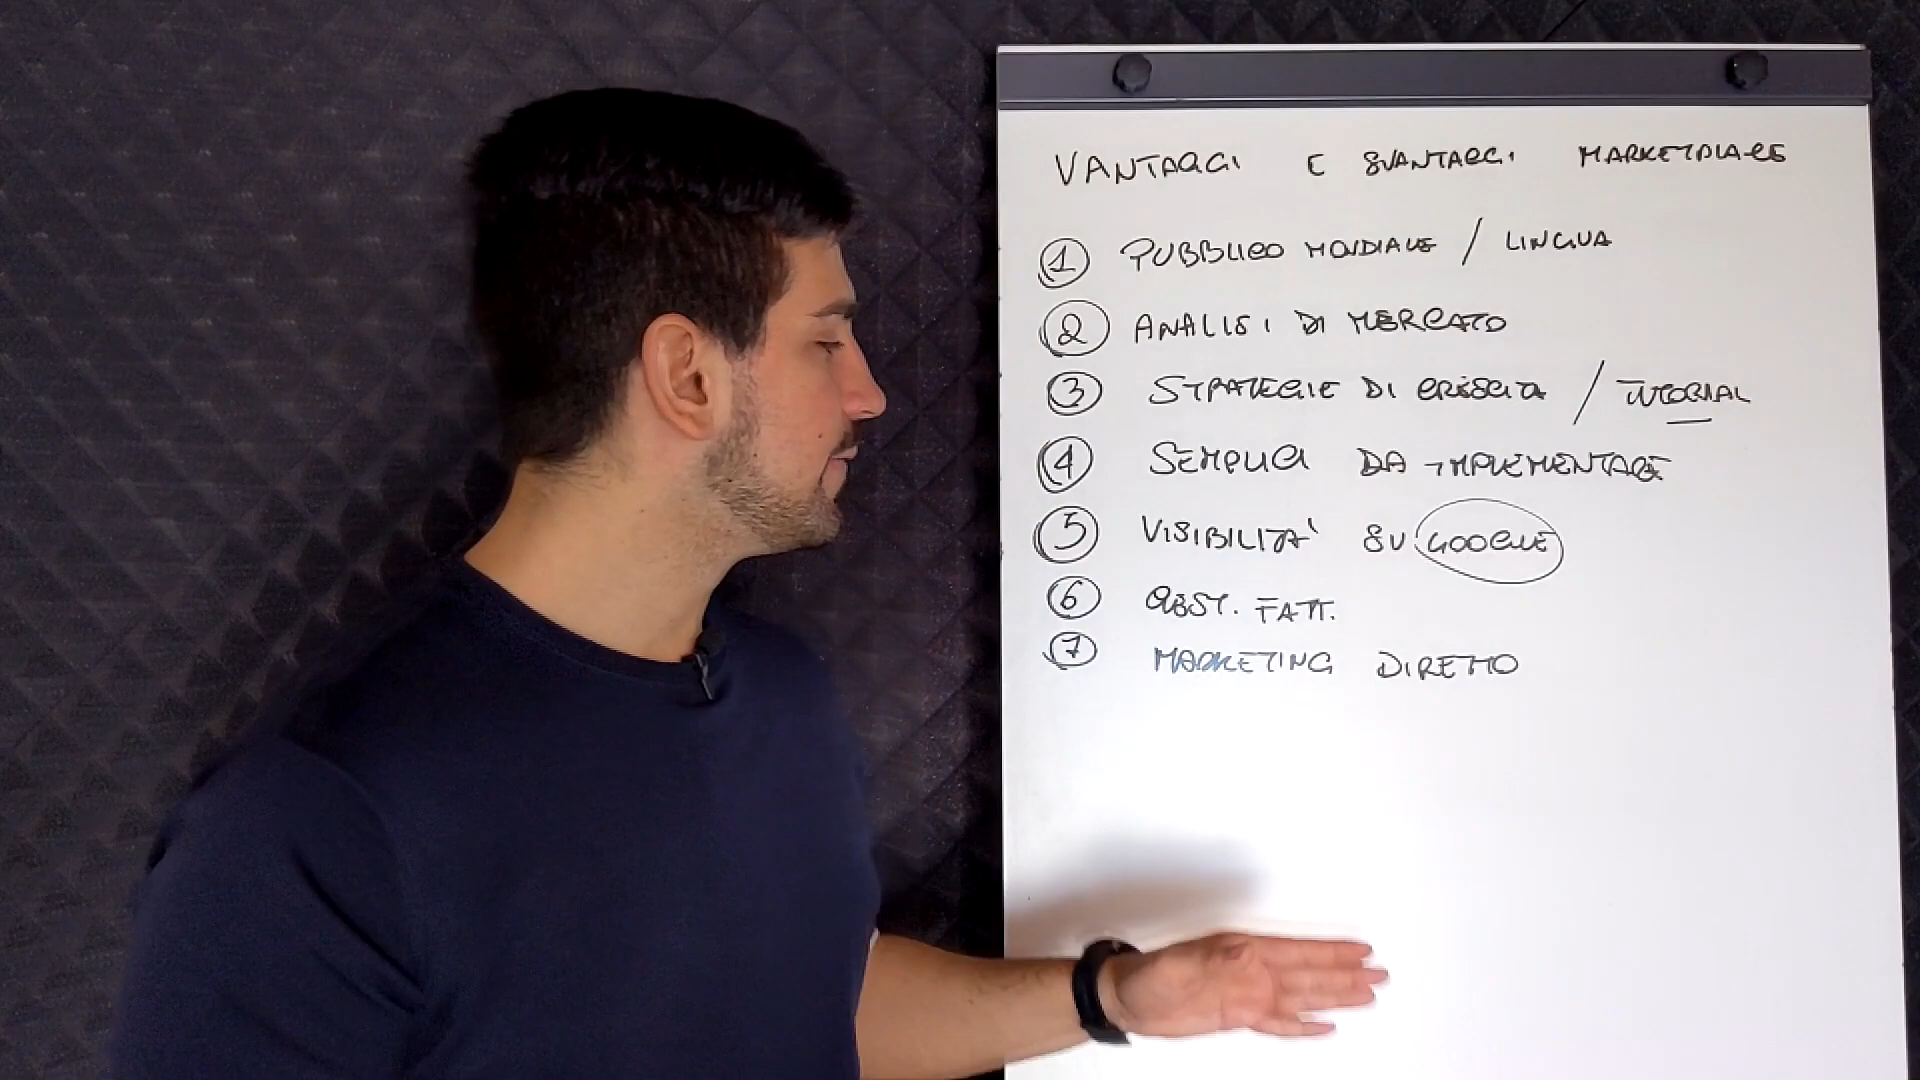 VANTAGGI E SVANTAGGI MARKETPLACE
1 PUBBLICO MONDIALE / LINGUA
2 ANALISI DI MERCATO
3 STRATEGIE DI CRESCITA / TUTORIAL
4 SEMPLICI DA IMPLEMENTARE
5 VISIBILITA' SU GOOGLE
6 GEST. FATT.
7 MARKETING DIRETTO